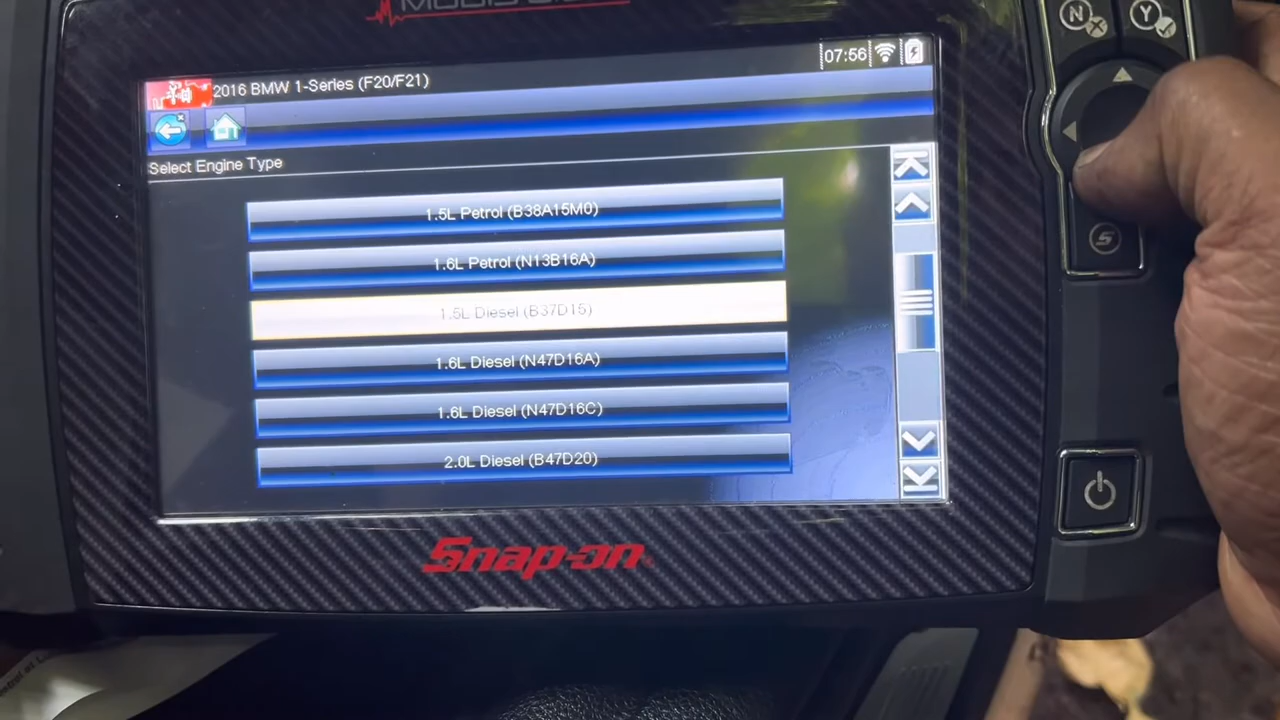 07:56
2016 BMW 1-Series (F20/F21)
Select Engine Type
1.5L Petrol (B38A15M0)
1.6L Petrol (N13B16A)
1.5L Diesel (B37D15)
1.6L Diesel (N47D16A)
1.6L Diesel (N47D16C)
2.0L Diesel (B47D20)
N
Y
S
Snap-on